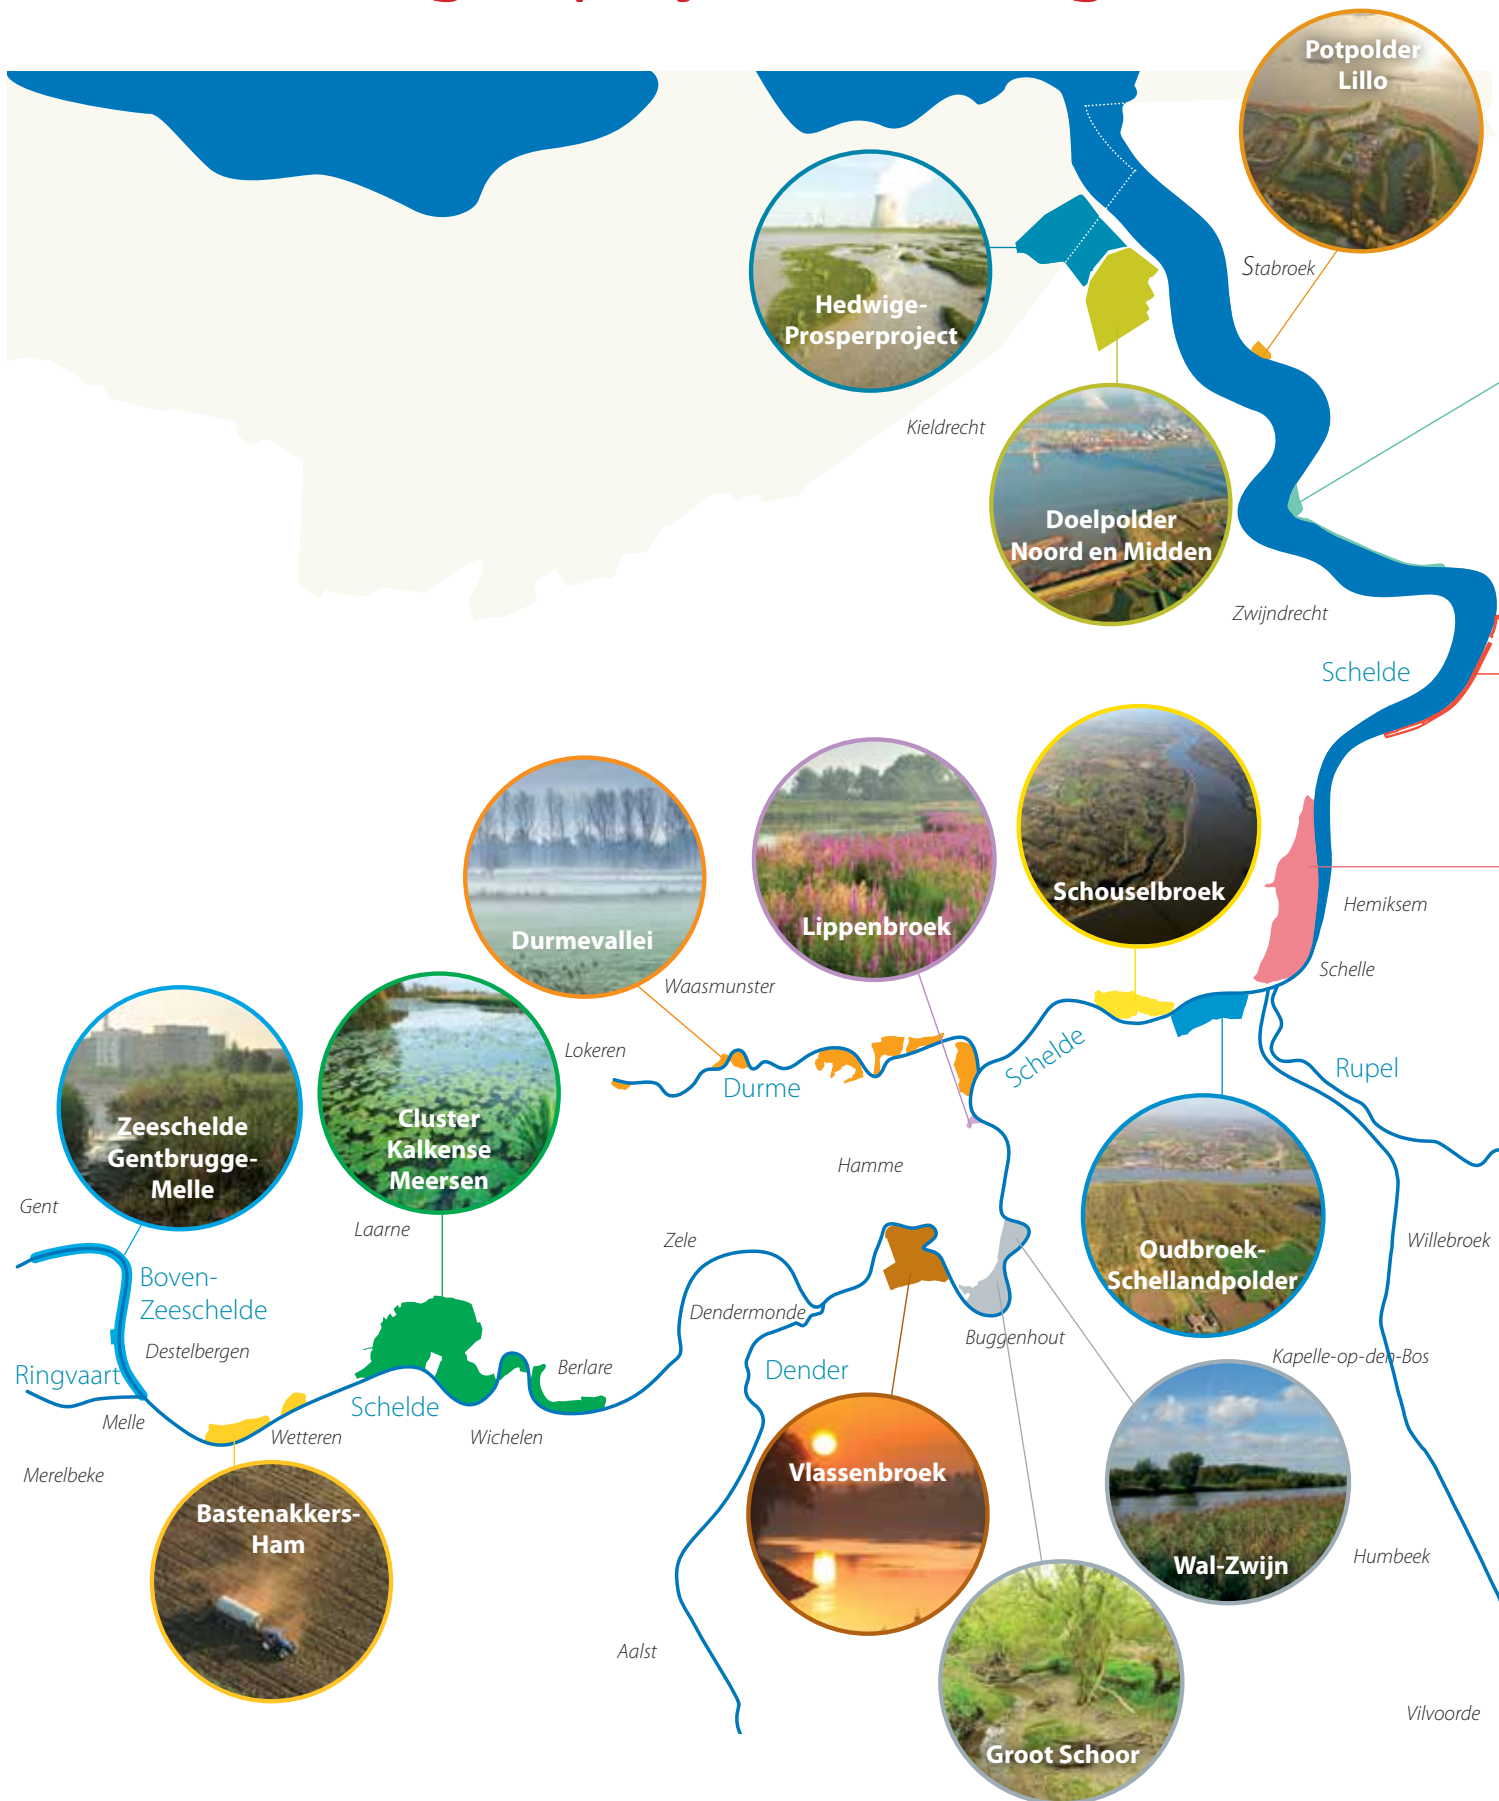 Potpolder
Lillo
Hedwige-
Prosperproject
Stabroek
Kieldrecht
Doelpolder
Noord en Midden
Zwijndrecht
Schelde
Schouselbroek
Lippenbroek
Durmevallei
Hemiksem
Schelle
Waasmunster
Lokeren
Durme
Schelde
Rupel
Zeeschelde
Gentbrugge-
Melle
Cluster
Kalkense
Meersen
Hamme
Gent
Laarne
Zele
Oudbroek-
Schellandpolder
Willebroek
Boven-
Zeeschelde
Dendermonde
Buggenhout
Destelbergen
Ringvaart
Berlare
Dender
Kapelle-op-den-Bos
Melle
Schelde
Wetteren
Wichelen
Merelbeke
Vlassenbroek
Bastenakkers-
Ham
Wal-Zwijn
Humbeek
Aalst
Groot Schoor
Vilvoorde